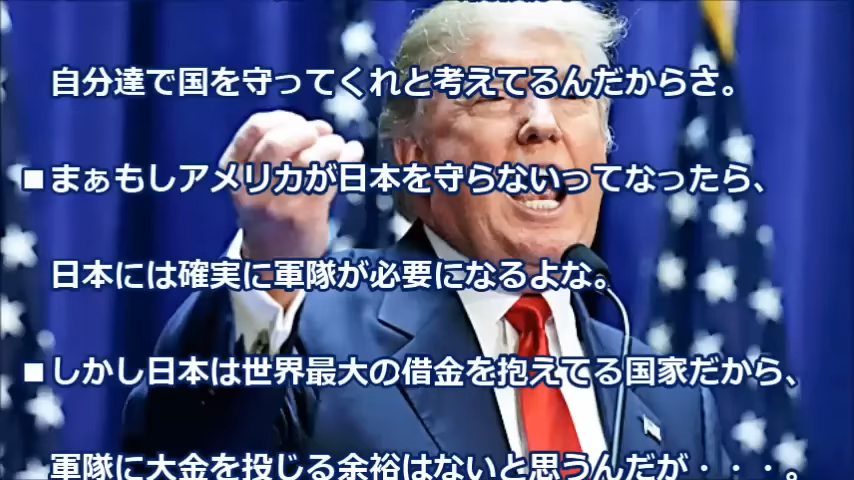 自分達で国を守ってくれと考えてるんだからさ。
■まぁもしアメリカが日本を守らないってなったら、
日本には確実に軍隊が必要になるよな。
■しかし日本は世界最大の借金を抱えてる国家だから、
軍隊に大金を投じる余裕はないと思うんだが・・・。